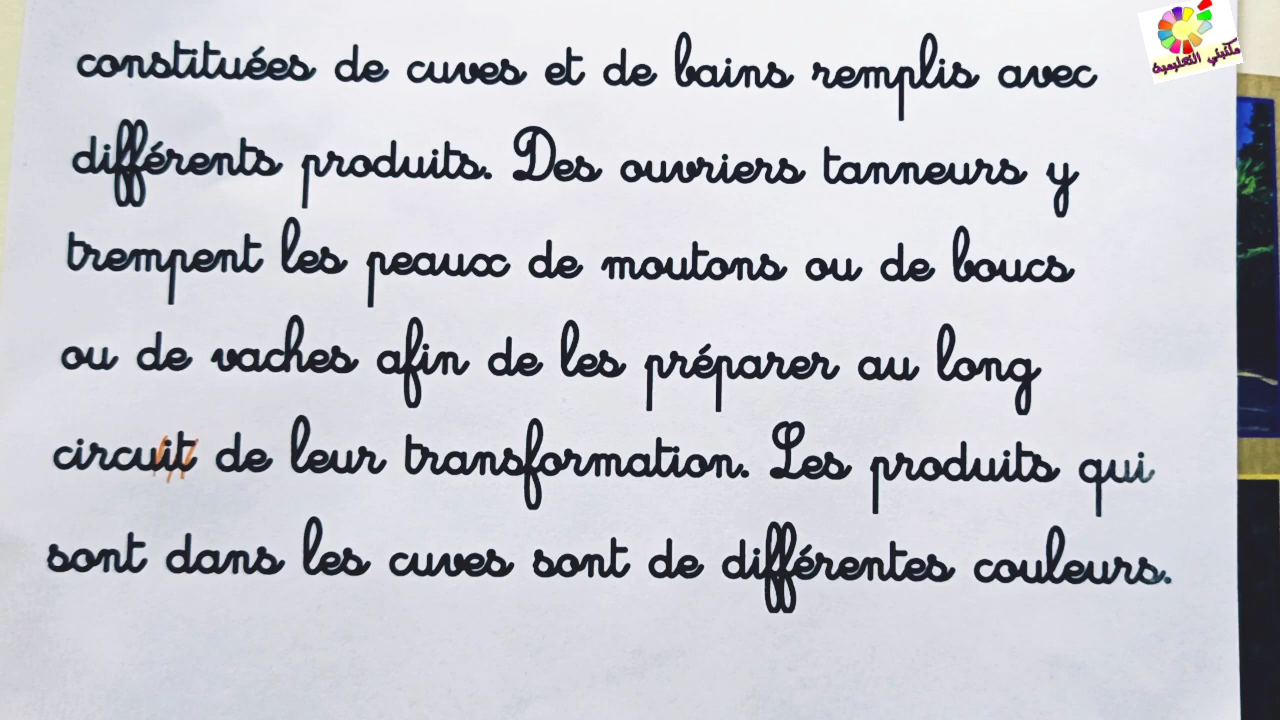 constituées de cuves et de bains remplis avec
différents produits. Des ouvriers tanneurs y
trempent les peaux de moutons ou de boucs
ou de vaches afin de les préparer au long
circuit de leur transformation. Les produits qui
sont dans les cuves sont de différentes couleurs.
مكتبتي التعليمية